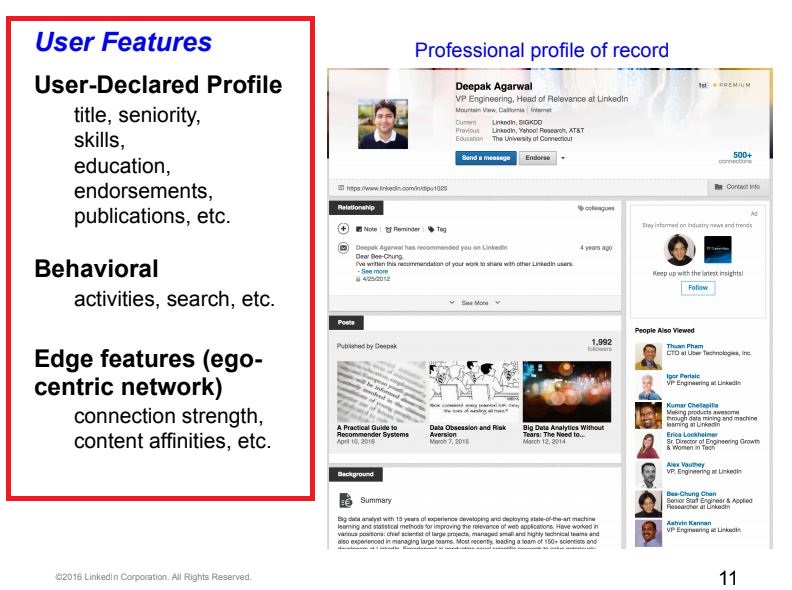 User Features
User-Declared Profile
title, seniority,
skills,
education,
endorsements,
publications, etc.
Behavioral
activities, search, etc.
Edge features (ego-
centric network)
connection strength,
content affinities, etc.
Professional profile of record
Deepak Agarwal
VP Engineering, Head of Relevance at LinkedIn
Mountain View, California | Internet
Current LinkedIn, SIGKDD
Previous LinkedIn, Yahoo! Research, AT&T
Education The University of Connecticut
1st PREMIUM
Send a message Endorse
500+
connections
https://www.linkedin.com/in/dipu1025
Contact Info
Relationship
colleagues
Note | Reminder | Tag
Deepak Agarwal has recommended you on LinkedIn 4 years ago
Dear Bee-Chung,
I've written this recommendation of your work to share with other LinkedIn users.
• See more
4/25/2012
See More
Posts
Published by Deepak
1,992
followers
A Practical Guide to
Recommender Systems
April 10, 2016
Data Obsession and Risk
Aversion
March 7, 2015
Big Data Analytics Without
Tears: The Need to...
March 12, 2014
Background
Summary
Big data analyst with 15 years of experience developing and deploying state-of-the-art machine
learning and statistical methods for improving the relevance of web applications. Have worked in
various positions: chief scientist of large projects, managed small and highly technical teams and
also experienced in managing large teams. Most recently, leading a team of 150+ scientists and
Ad
Stay informed on industry news and trends
Keep up with the latest insights!
Follow
People Also Viewed
Thuan Pham
CTO at Uber Technologies, Inc.
Igor Perisic
VP Engineering at LinkedIn
Kumar Chellapilla
Making products awesome
through data mining and machine
learning at LinkedIn
Erica Lockheimer
Sr. Director of Engineering Growth
& Women In Tech
Alex Vauthey
VP, Engineering at LinkedIn
Bee-Chung Chen
Senior Staff Engineer & Applied
Researcher at LinkedIn
Ashvin Kannan
VP Engineering at LinkedIn
©2016 LinkedIn Corporation. All Rights Reserved.
11